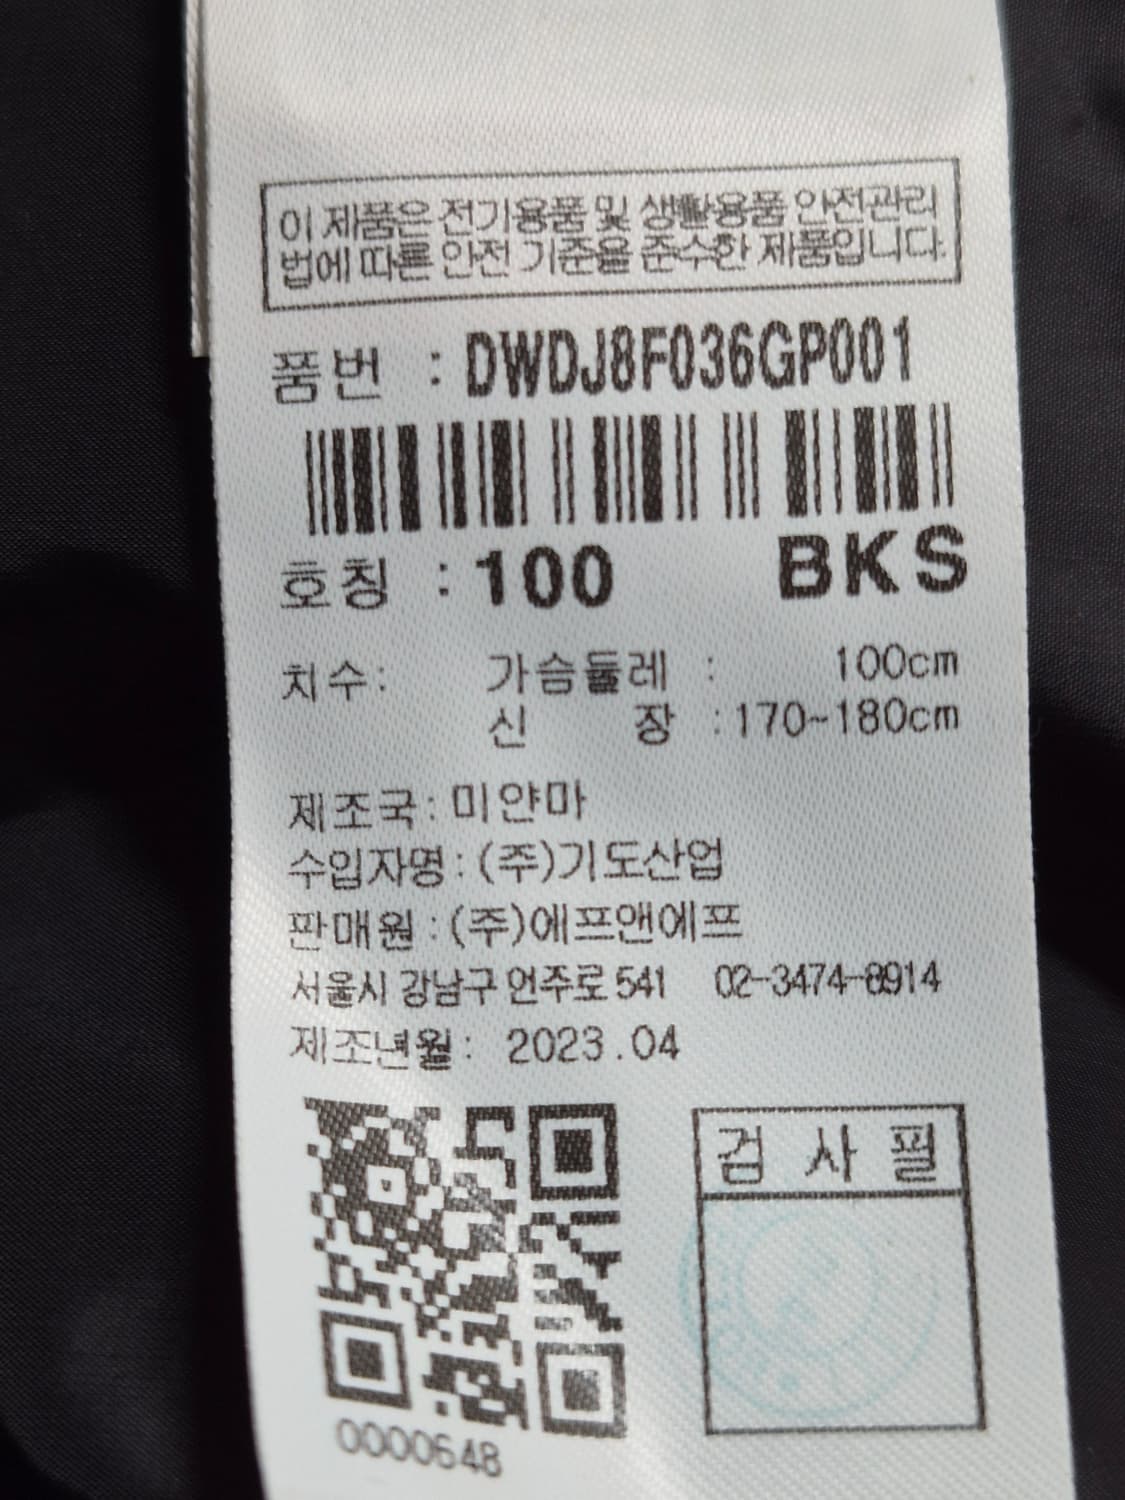 이 제품은 전기용품 및 생활용품 안전관리
법에 따른 안전 기준을 준수한 제품입니다.
품번 : DWDJ8F036GP001
호칭 : 100 BKS
치수: 가슴둘레 : 100cm
신 장 : 170~180cm
제조국: 미얀마
수입자명 : (주)기도산업
판매원 : (주)에프앤에프
서울시 강남구 언주로 541 02-3474-8914
제조년월: 2023.04
검사필
0000648